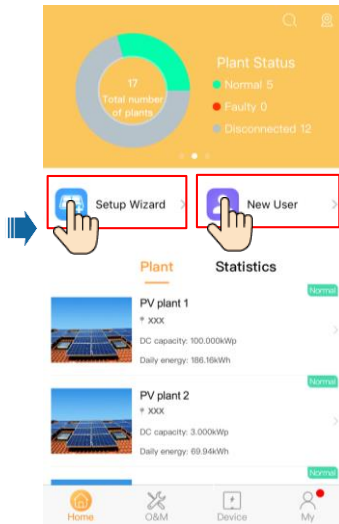 17
Total number
of plants
Plant Status
Normal 5
Faulty 0
Disconnected 12
Setup Wizard
New User
Plant
Statistics
Normal
PV plant 1
XXX
DC capacity: 100.000kWp
Daily energy: 186.16kWh
Normal
PV plant 2
XXX
DC capacity: 3.000kWp
Daily energy: 69.94kWh
Normal
Home
O&M
Device
My